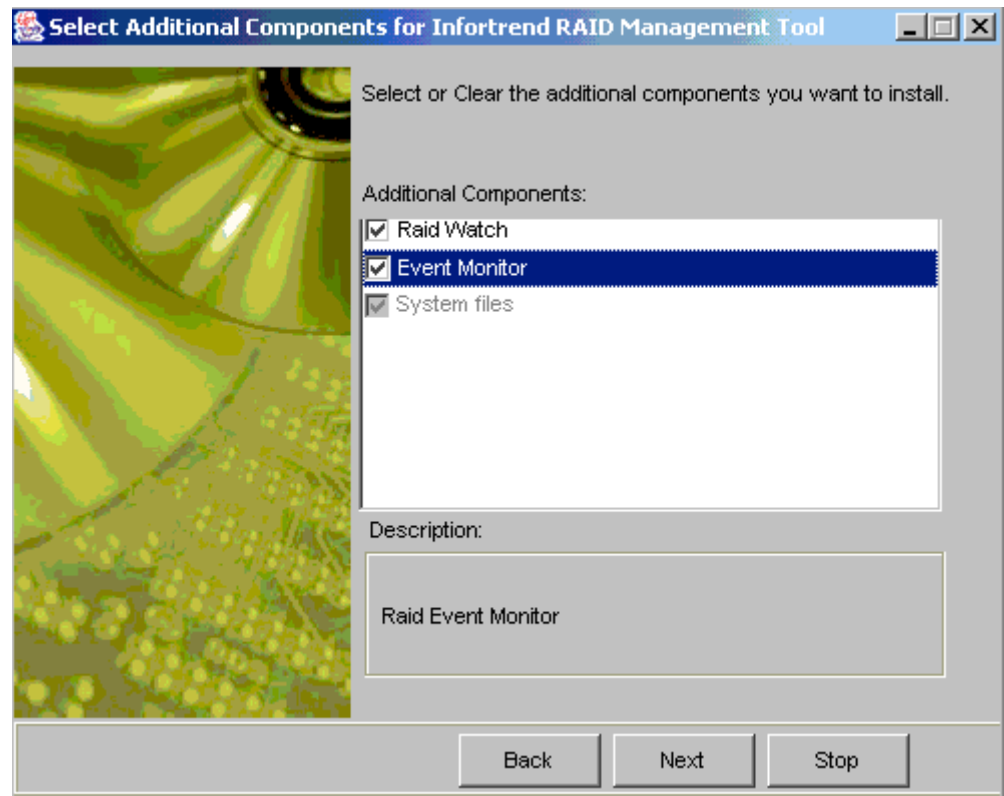 Select Additional Components for Infortrend RAID Management Tool
Select or Clear the additional components you want to install.
Additional Components:
Raid Watch
Event Monitor
System files
Description:
Raid Event Monitor
Back Next Stop